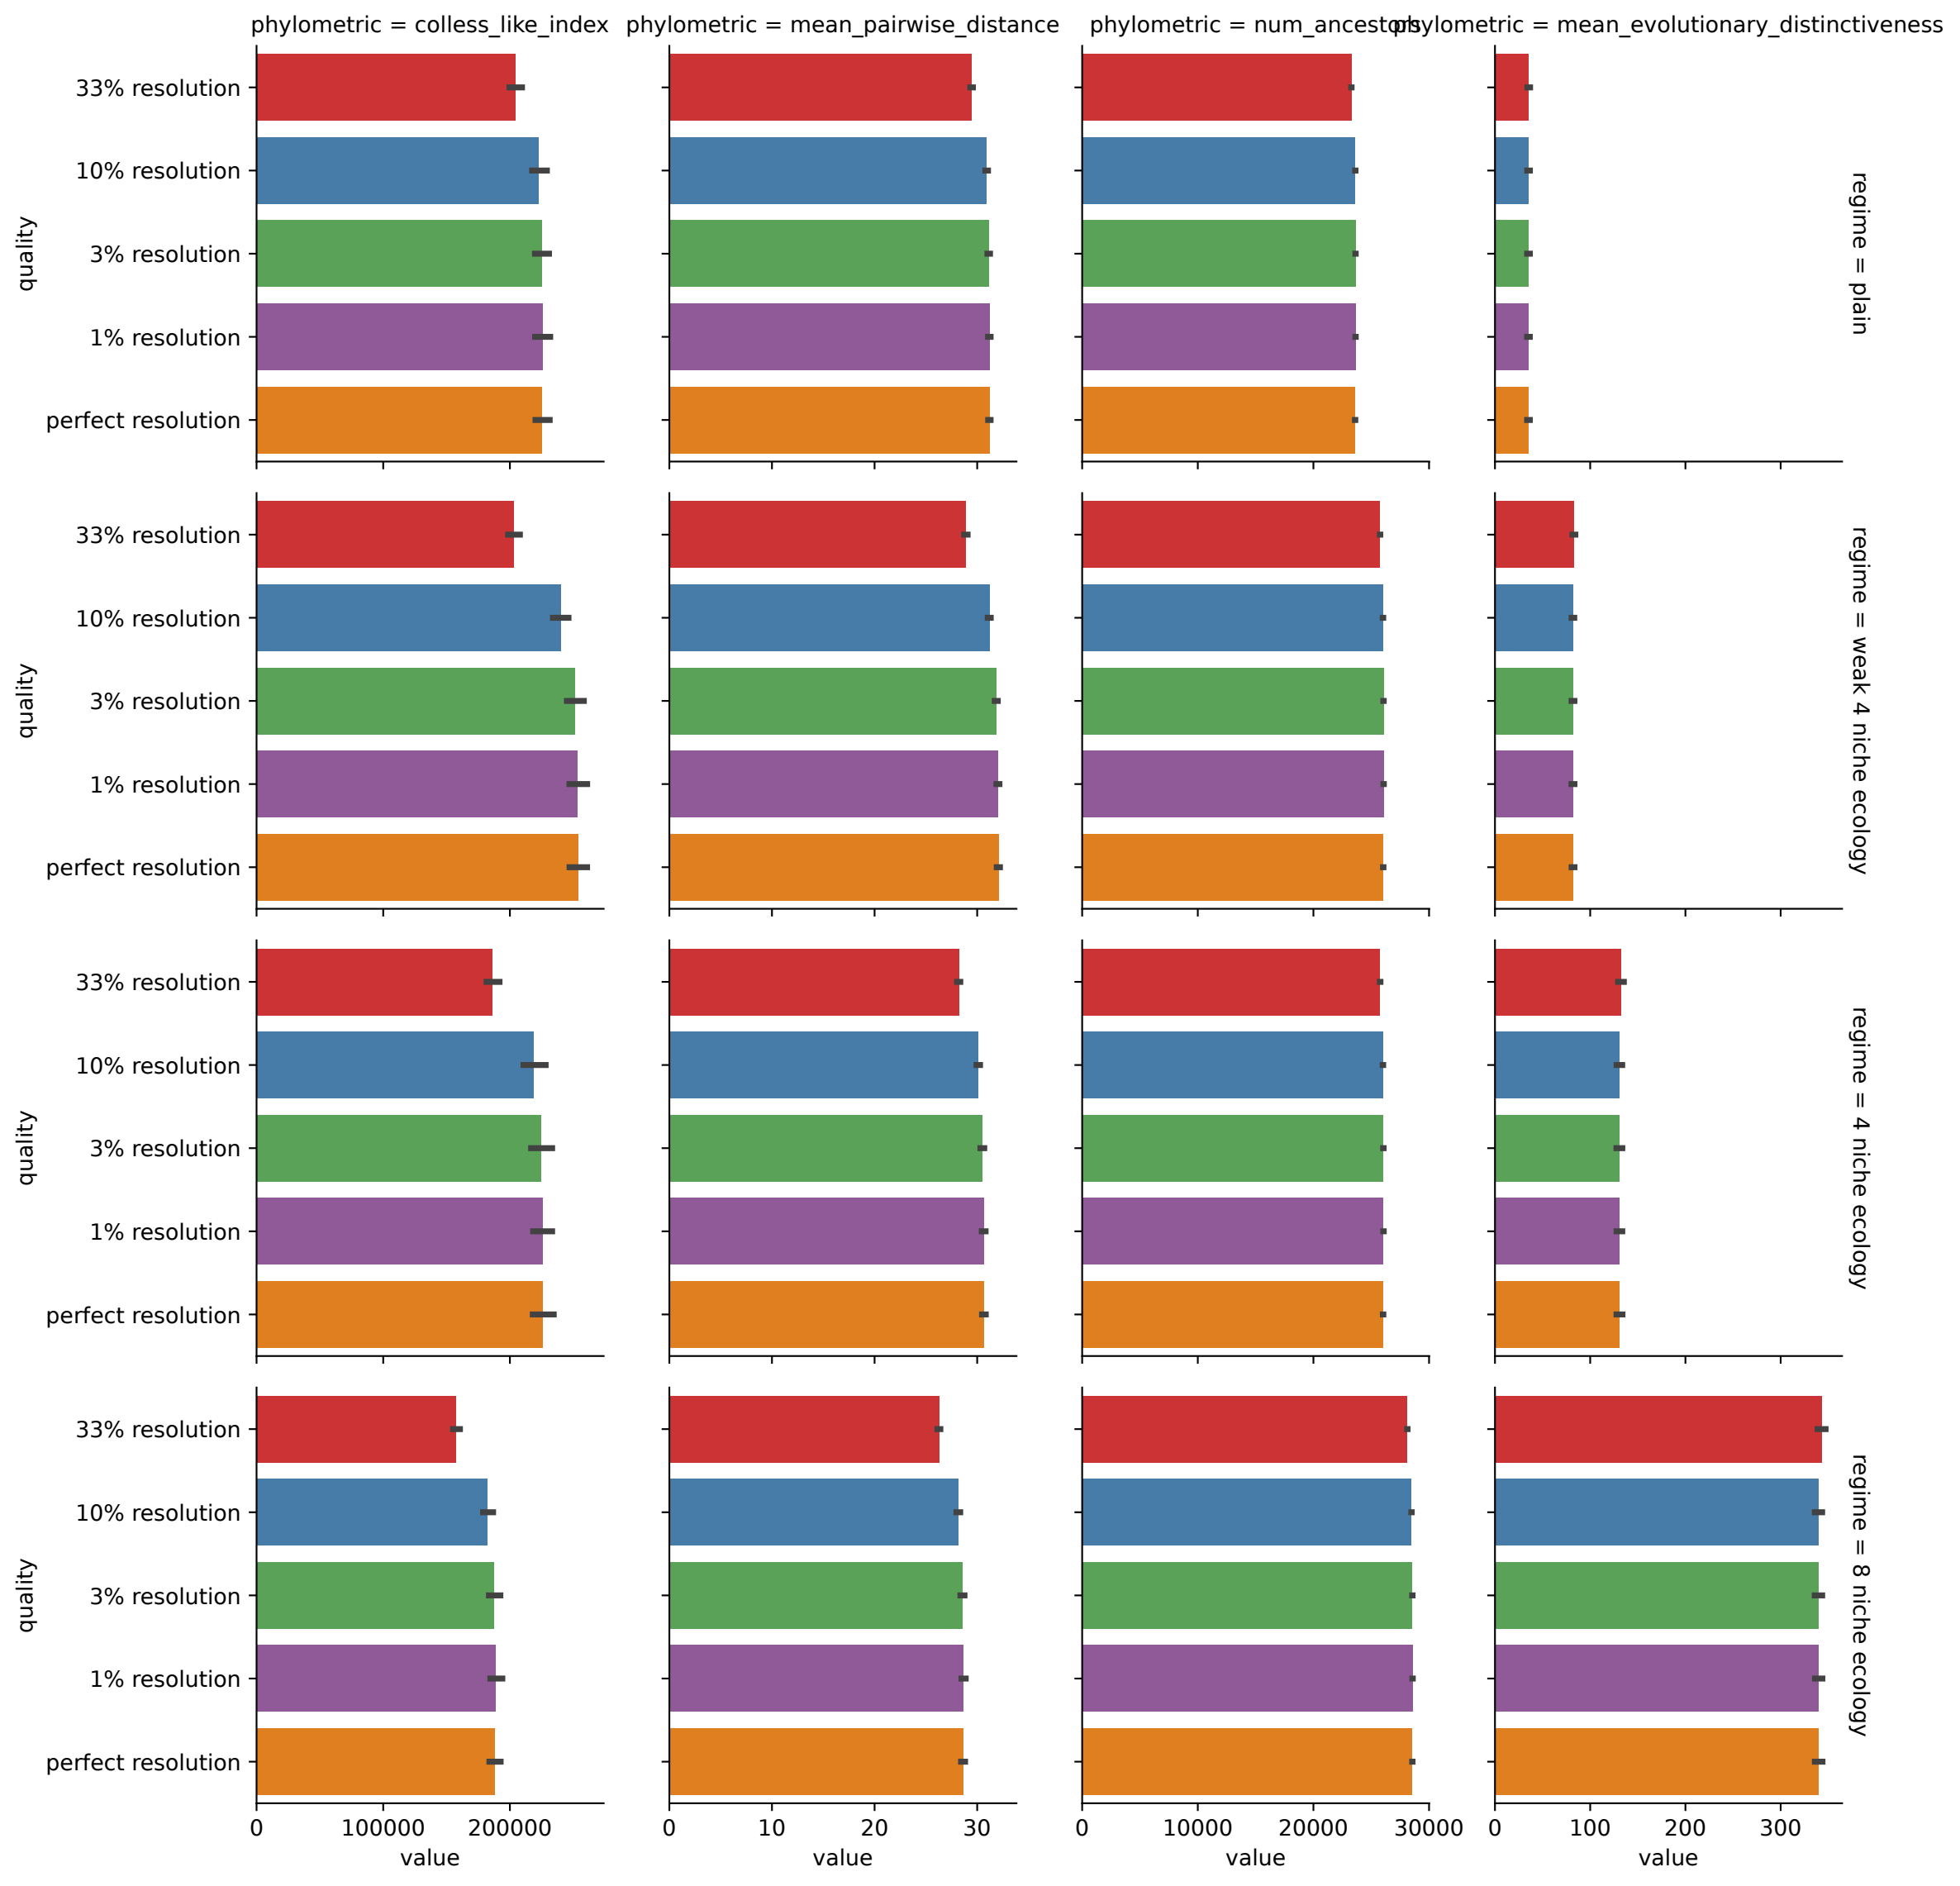 phylometric = colless_like_index
phylometric = mean_pairwise_distance
phylometric = num_ancestors
phylometric = mean_evolutionary_distinctiveness
quality
33% resolution
10% resolution
3% resolution
1% resolution
perfect resolution
regime = plain
quality
33% resolution
10% resolution
3% resolution
1% resolution
perfect resolution
regime = weak 4 niche ecology
quality
33% resolution
10% resolution
3% resolution
1% resolution
perfect resolution
regime = 4 niche ecology
quality
33% resolution
10% resolution
3% resolution
1% resolution
perfect resolution
regime = 8 niche ecology
0 100000 200000
0 10 20 30
0 10000 20000 30000
0 100 200 300
value
value
value
value